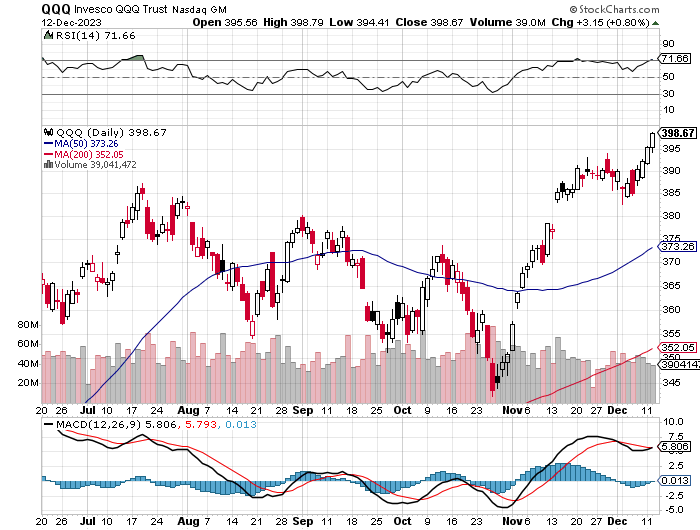 QQQ Invesco QQQ Trust Nasdaq GM © StockCharts.com
12-Dec-2023 Open 395.56 High 398.79 Low 394.41 Close 398.67 Volume 39.0M Chg +3.15 (+0.80%)
RSI(14) 71.66
90
71.66
50
30
10
QQQ (Daily) 398.67
MA(50) 373.26
MA(200) 352.05
Volume 39,041,472
398.67
395
390
385
380
375
373.26
370
365
360
355
352.05
350
39041472
345
80M
60M
40M
20M
20 26 Jul 10 17 24 Aug 7 14 21 28 Sep 11 18 25 Oct 9 16 23 Nov 6 13 20 27 Dec 11
MACD(12,26,9) 5.806, 5.793, 0.013
10.0
7.5
5.806
2.5
0.013
-2.5
-5.0
20 26 Jul 10 17 24 Aug 7 14 21 28 Sep 11 18 25 Oct 9 16 23 Nov 6 13 20 27 Dec 11